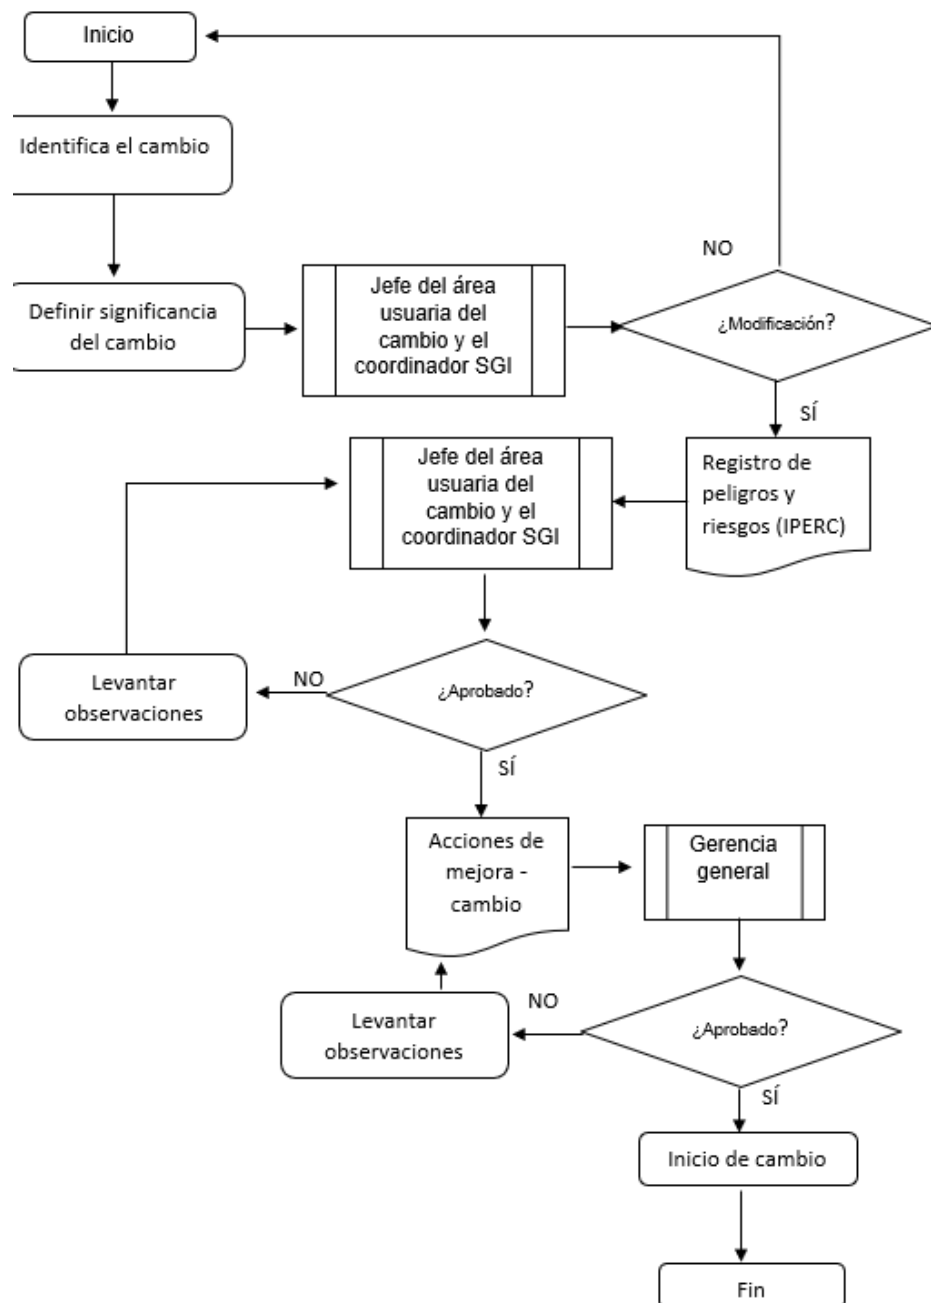 Inicio
Identifica el cambio
NO
Definir significancia
del cambio
Jefe del área
usuaria del
cambio y el
coordinador SGI
¿Modificación?
SÍ
Jefe del área
usuaria del
cambio y el
coordinador SGI
Registro de
peligros y
riesgos (IPERC)
Levantar
observaciones
NO
¿Aprobado?
SÍ
Acciones de
mejora -
cambio
Gerencia
general
Levantar
observaciones
NO
¿Aprobado?
SÍ
Inicio de cambio
Fin